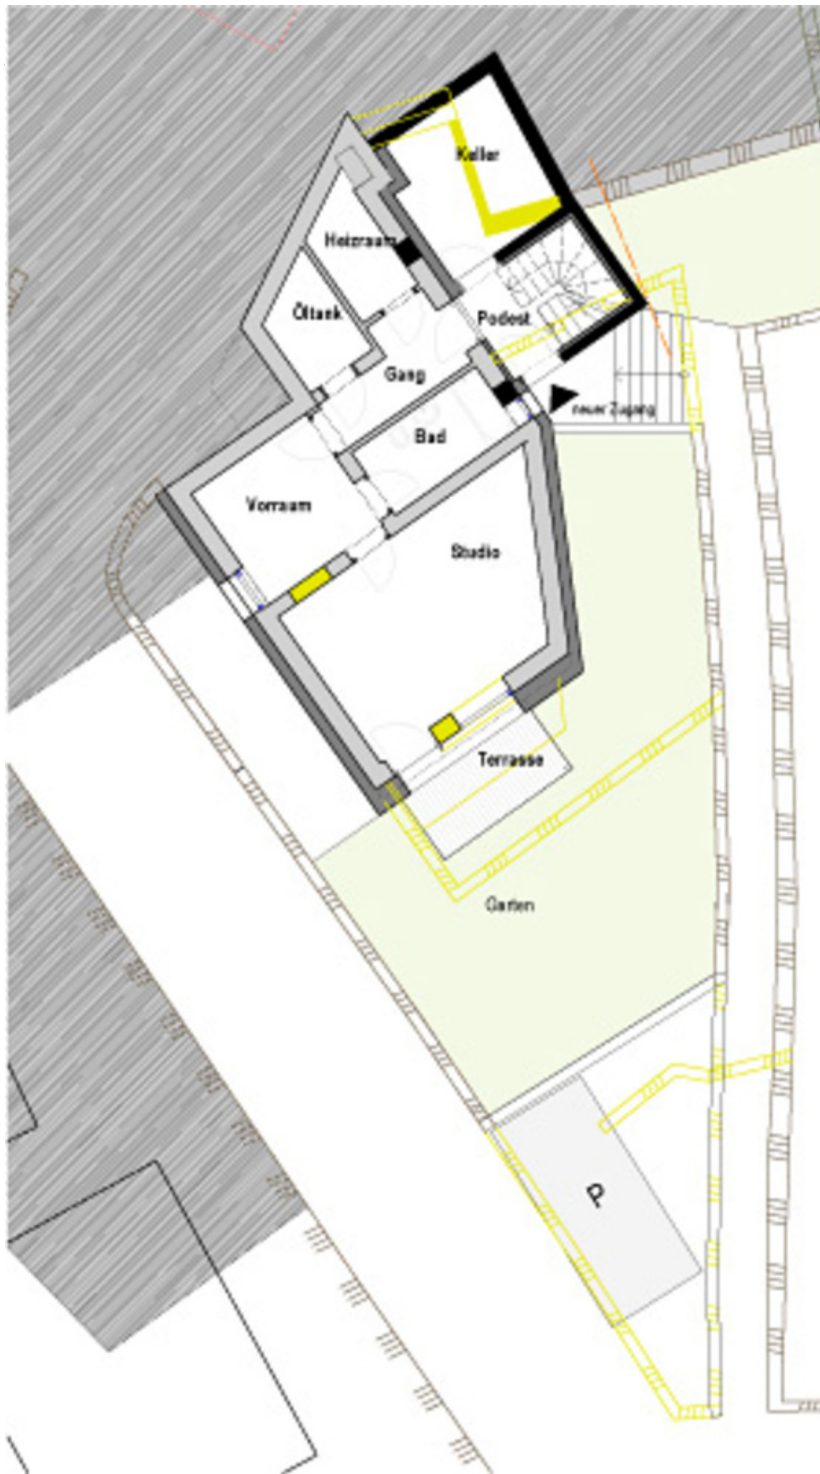 Keller
Heizraum
Öltank
Podest
Gang
neuer Zugang
Bad
Vorraum
Studio
Terrasse
Garten
P